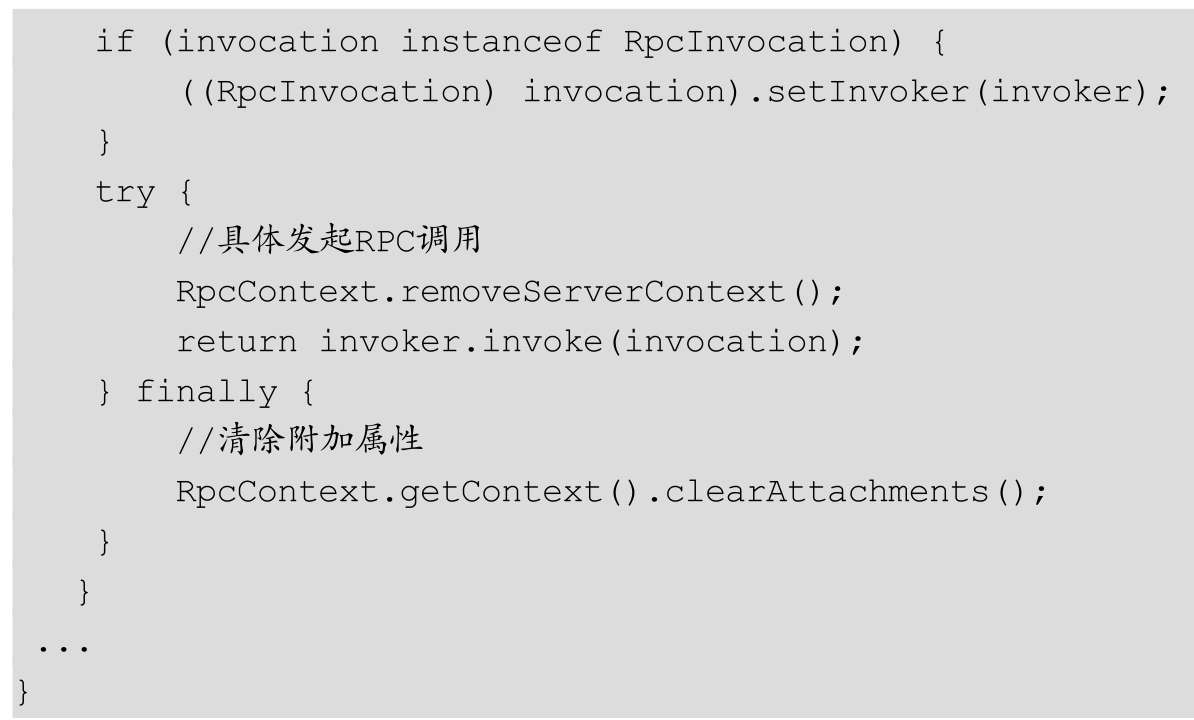 if (invocation instanceof RpcInvocation) {
        ((RpcInvocation) invocation).setInvoker(invoker);
    }
    try {
        //具体发起RPC调用
        RpcContext.removeServerContext();
        return invoker.invoke(invocation);
    } finally {
        //清除附加属性
        RpcContext.getContext().clearAttachments();
    }
   }
 ...
}